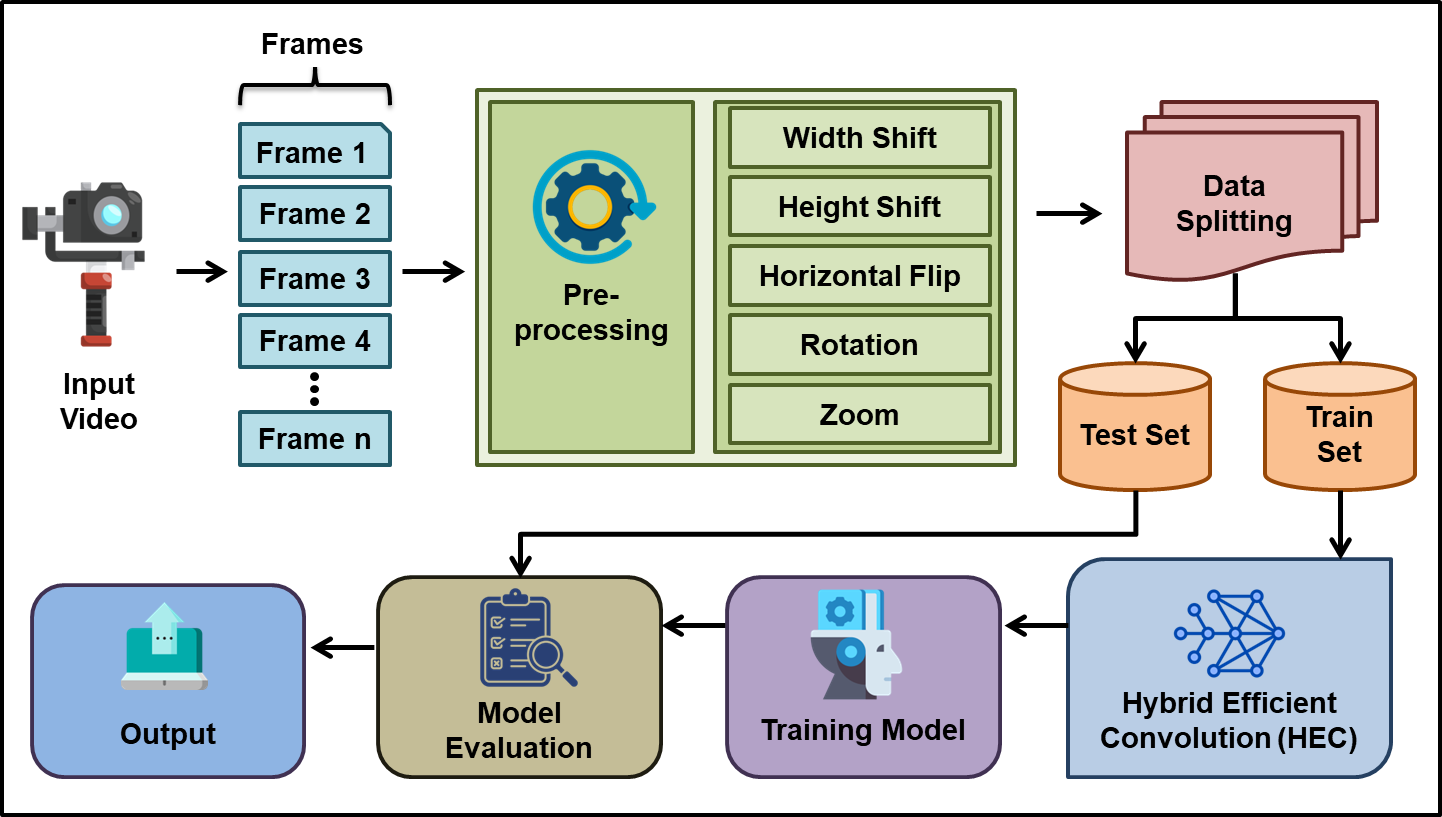 Frames
Frame 1
Frame 2
Frame 3
Frame 4
Frame n
Input
Video
Pre-
processing
Width Shift
Height Shift
Horizontal Flip
Rotation
Zoom
Data
Splitting
Test Set
Train
Set
Hybrid Efficient
Convolution (HEC)
Training Model
Model
Evaluation
Output